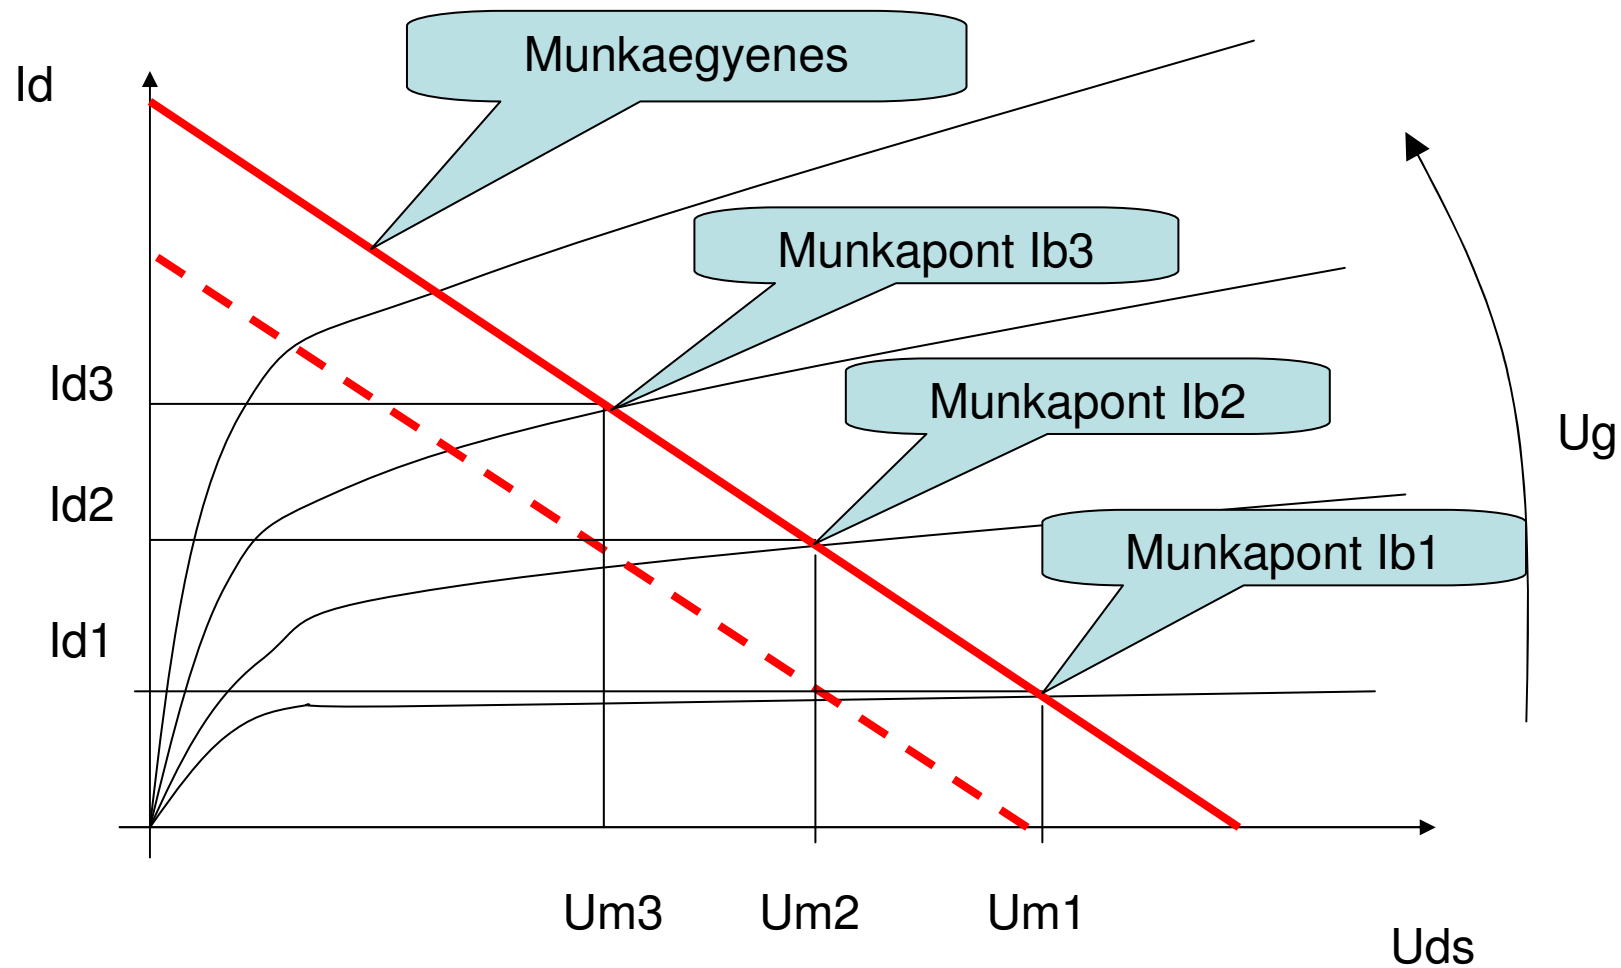 Munkaegyenes
Id
Munkapont Ib3
Id3
Munkapont Ib2
Ug
Id2
Munkapont Ib1
Id1
Um3 Um2 Um1
Uds